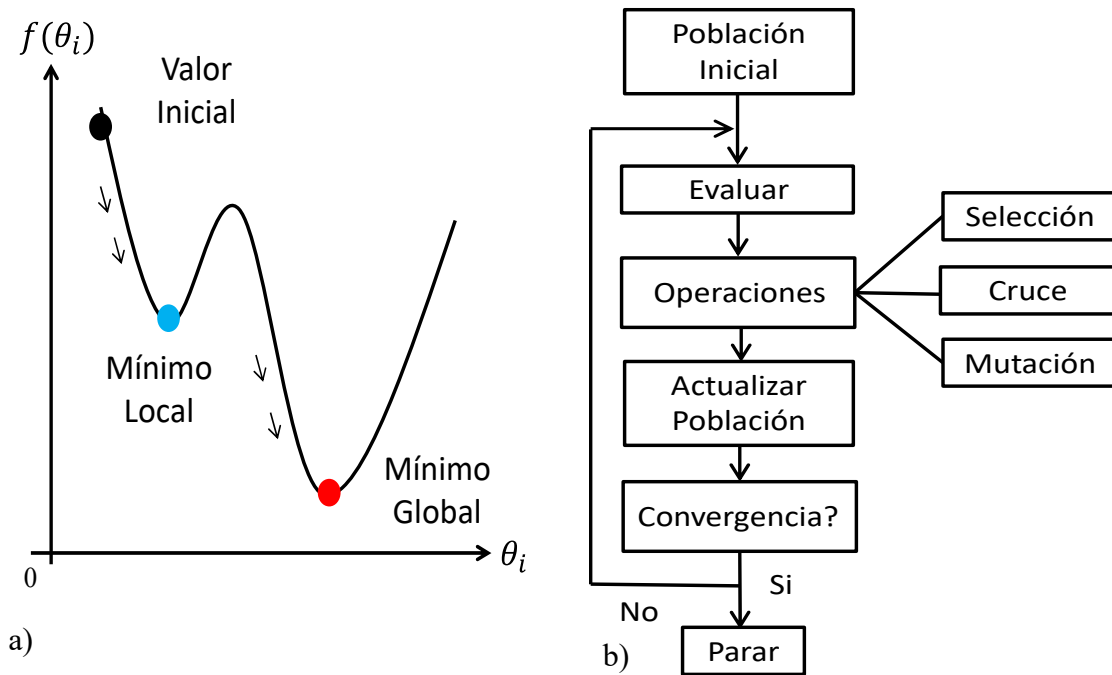 f(θᵢ)
Valor
Inicial
Mínimo
Local
Mínimo
Global
θᵢ
0
a)
Población
Inicial
Evaluar
Operaciones
Selección
Cruce
Mutación
Actualizar
Población
Convergencia?
Si
No
Parar
b)